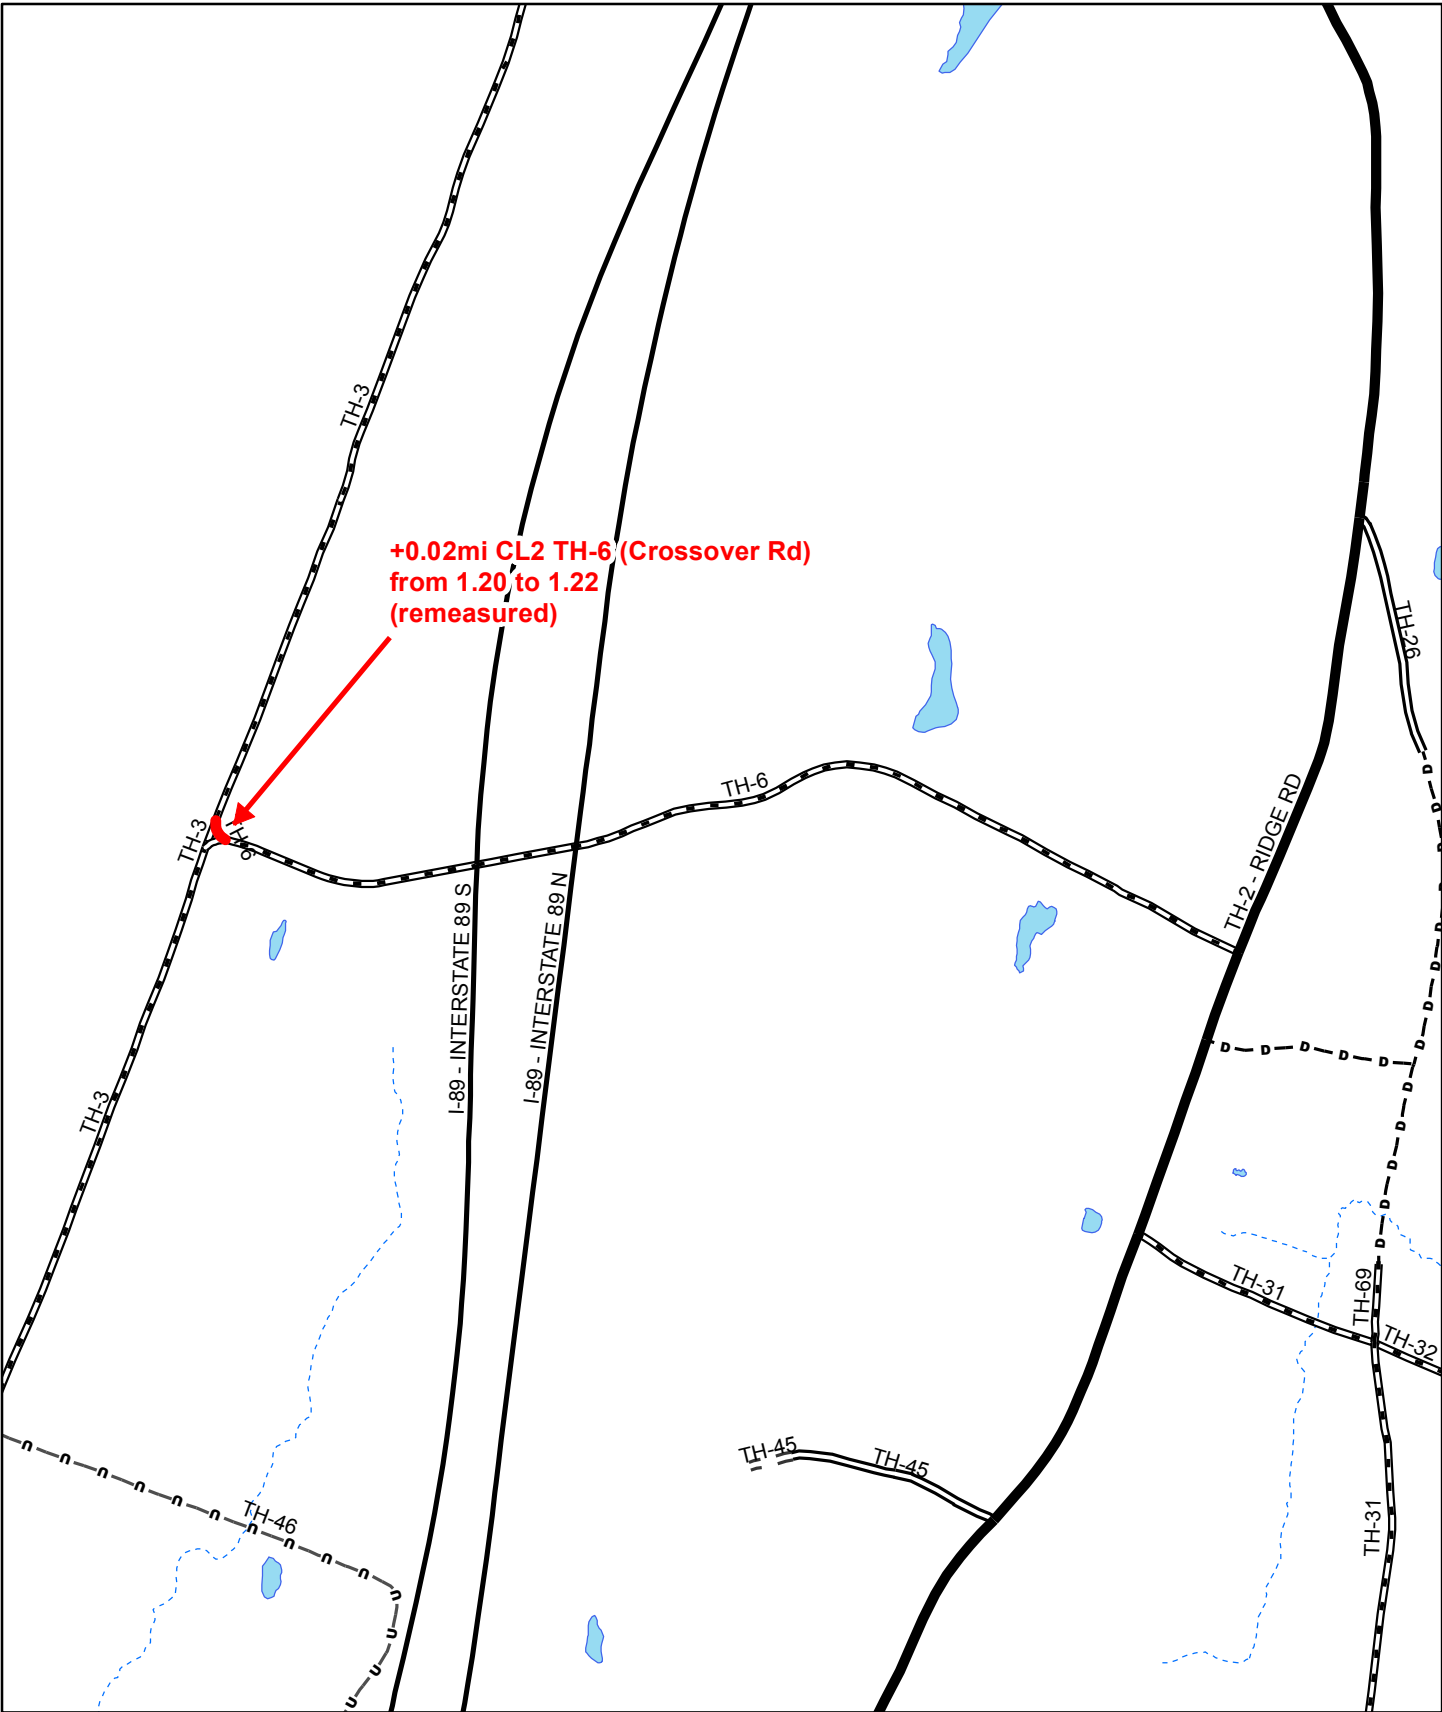 TH-3
+0.02mi CL2 TH-6 (Crossover Rd)
from 1.20 to 1.22
(remeasured)
TH-26
D
TH-6
D
TH-2 - RIDGE RD
TH-3
TH-6
D
D
D
I-89 - INTERSTATE 89 S
I-89 - INTERSTATE 89 N
D
D
D
D
D
D
D
D
TH-3
D
D
D
D
TH-31
TH-69
TH-32
TH-45
TH-45
TH-46
TH-31
U
U
U
U
U
U
U
U
U
U
U
U
U
U